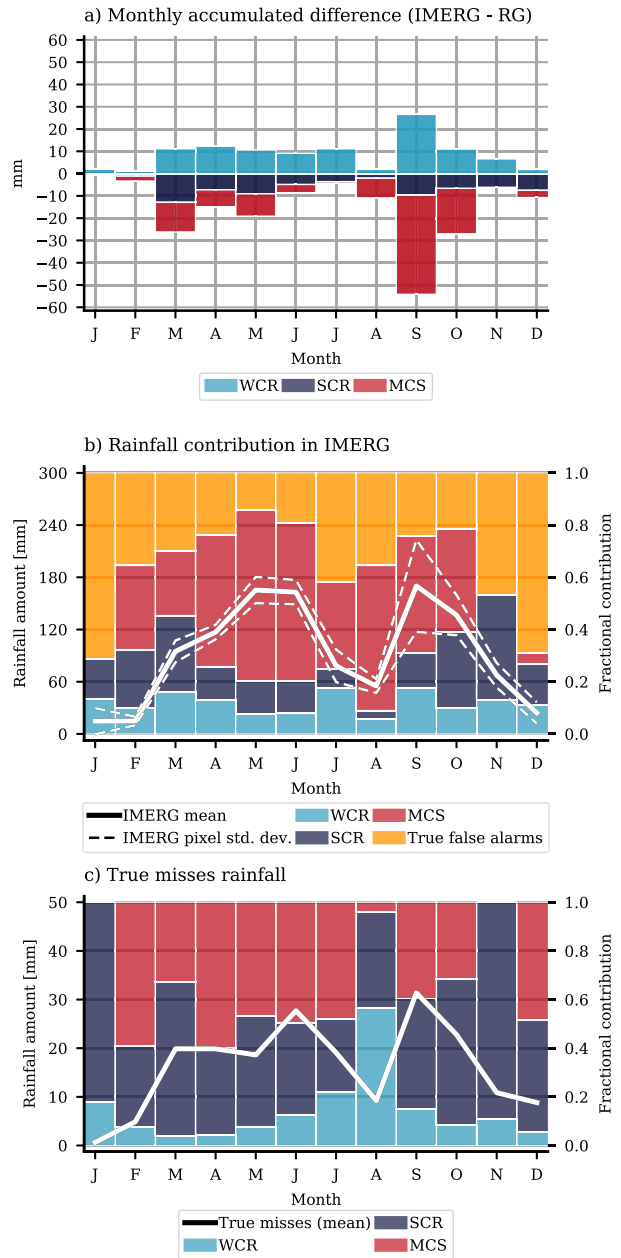 a) Monthly accumulated difference (IMERG - RG)
60
50
40
30
20
10
0
−10
−20
−30
−40
−50
−60
mm
J F M A M J J A S O N D
Month
WCR SCR MCS
b) Rainfall contribution in IMERG
300
240
180
120
60
0
Rainfall amount [mm]
1.0
0.8
0.6
0.4
0.2
0.0
Fractional contribution
J F M A M J J A S O N D
Month
IMERG mean WCR MCS
IMERG pixel std. dev. SCR True false alarms
c) True misses rainfall
50
40
30
20
10
0
Rainfall amount [mm]
1.0
0.8
0.6
0.4
0.2
0.0
Fractional contribution
J F M A M J J A S O N D
Month
True misses (mean) SCR
WCR MCS